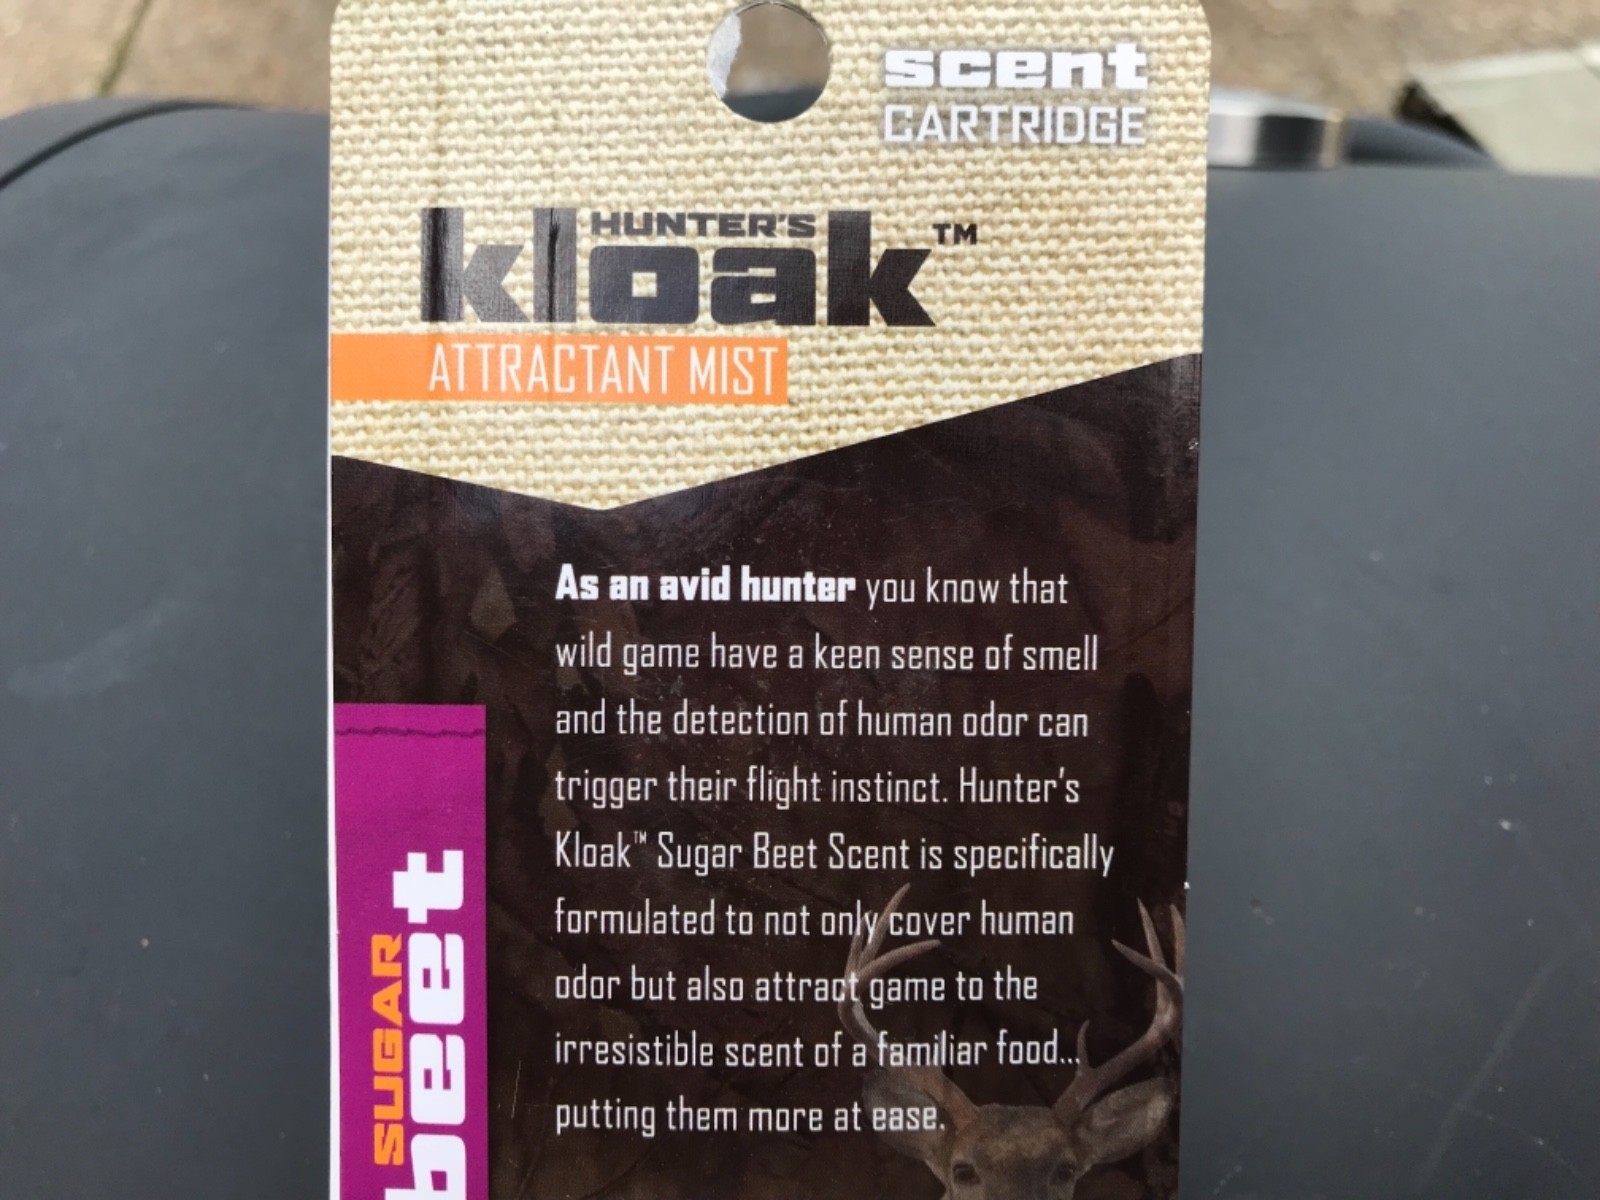 scent
CARTRIDGE
HUNTER'S
kloak™
ATTRACTANT MIST
As an avid hunter you know that
wild game have a keen sense of smell
and the detection of human odor can
trigger their flight instinct. Hunter's
Kloak™ Sugar Beet Scent is specifically
formulated to not only cover human
odor but also attract game to the
irresistible scent of a familiar food...
putting them more at ease.
SUGAR
beet